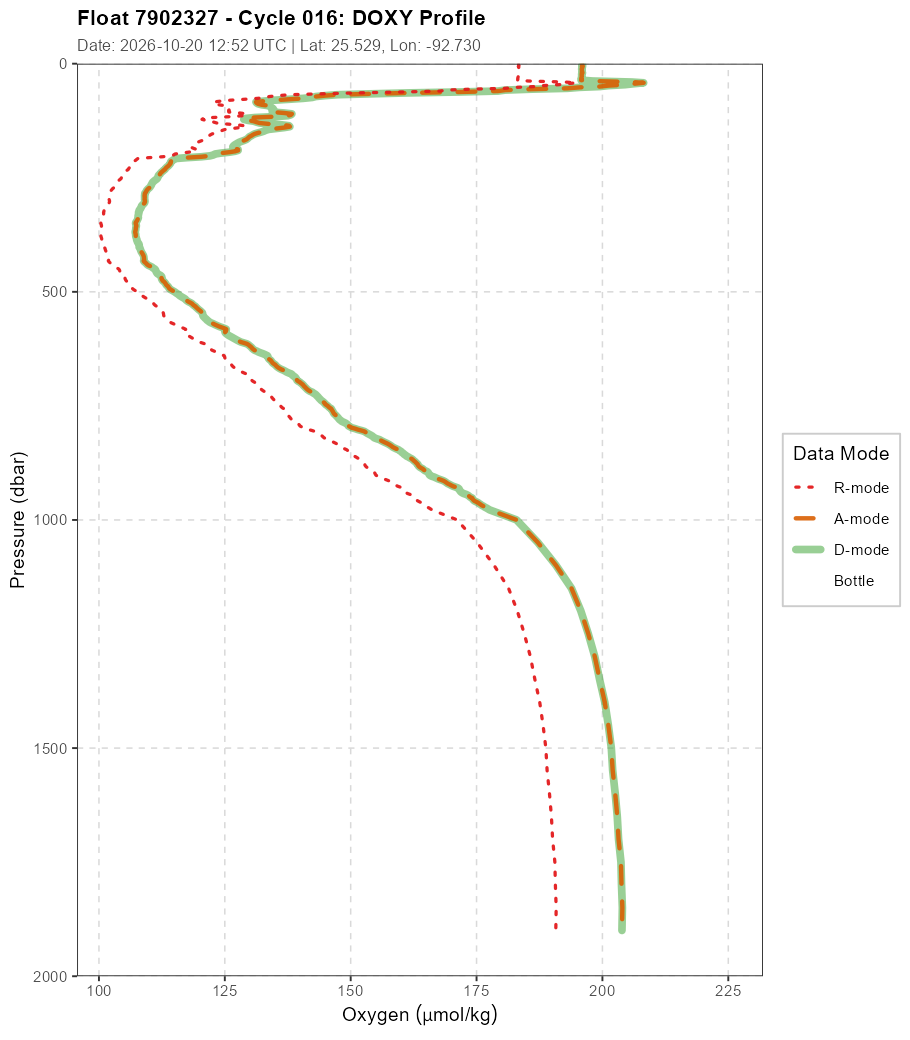 Float 7902327 - Cycle 016: DOXY Profile
Date: 2026-10-20 12:52 UTC | Lat: 25.529, Lon: -92.730
0
500
1000
1500
2000
Pressure (dbar)
100 125 150 175 200 225
Oxygen (μmol/kg)
Data Mode
R-mode
A-mode
D-mode
Bottle